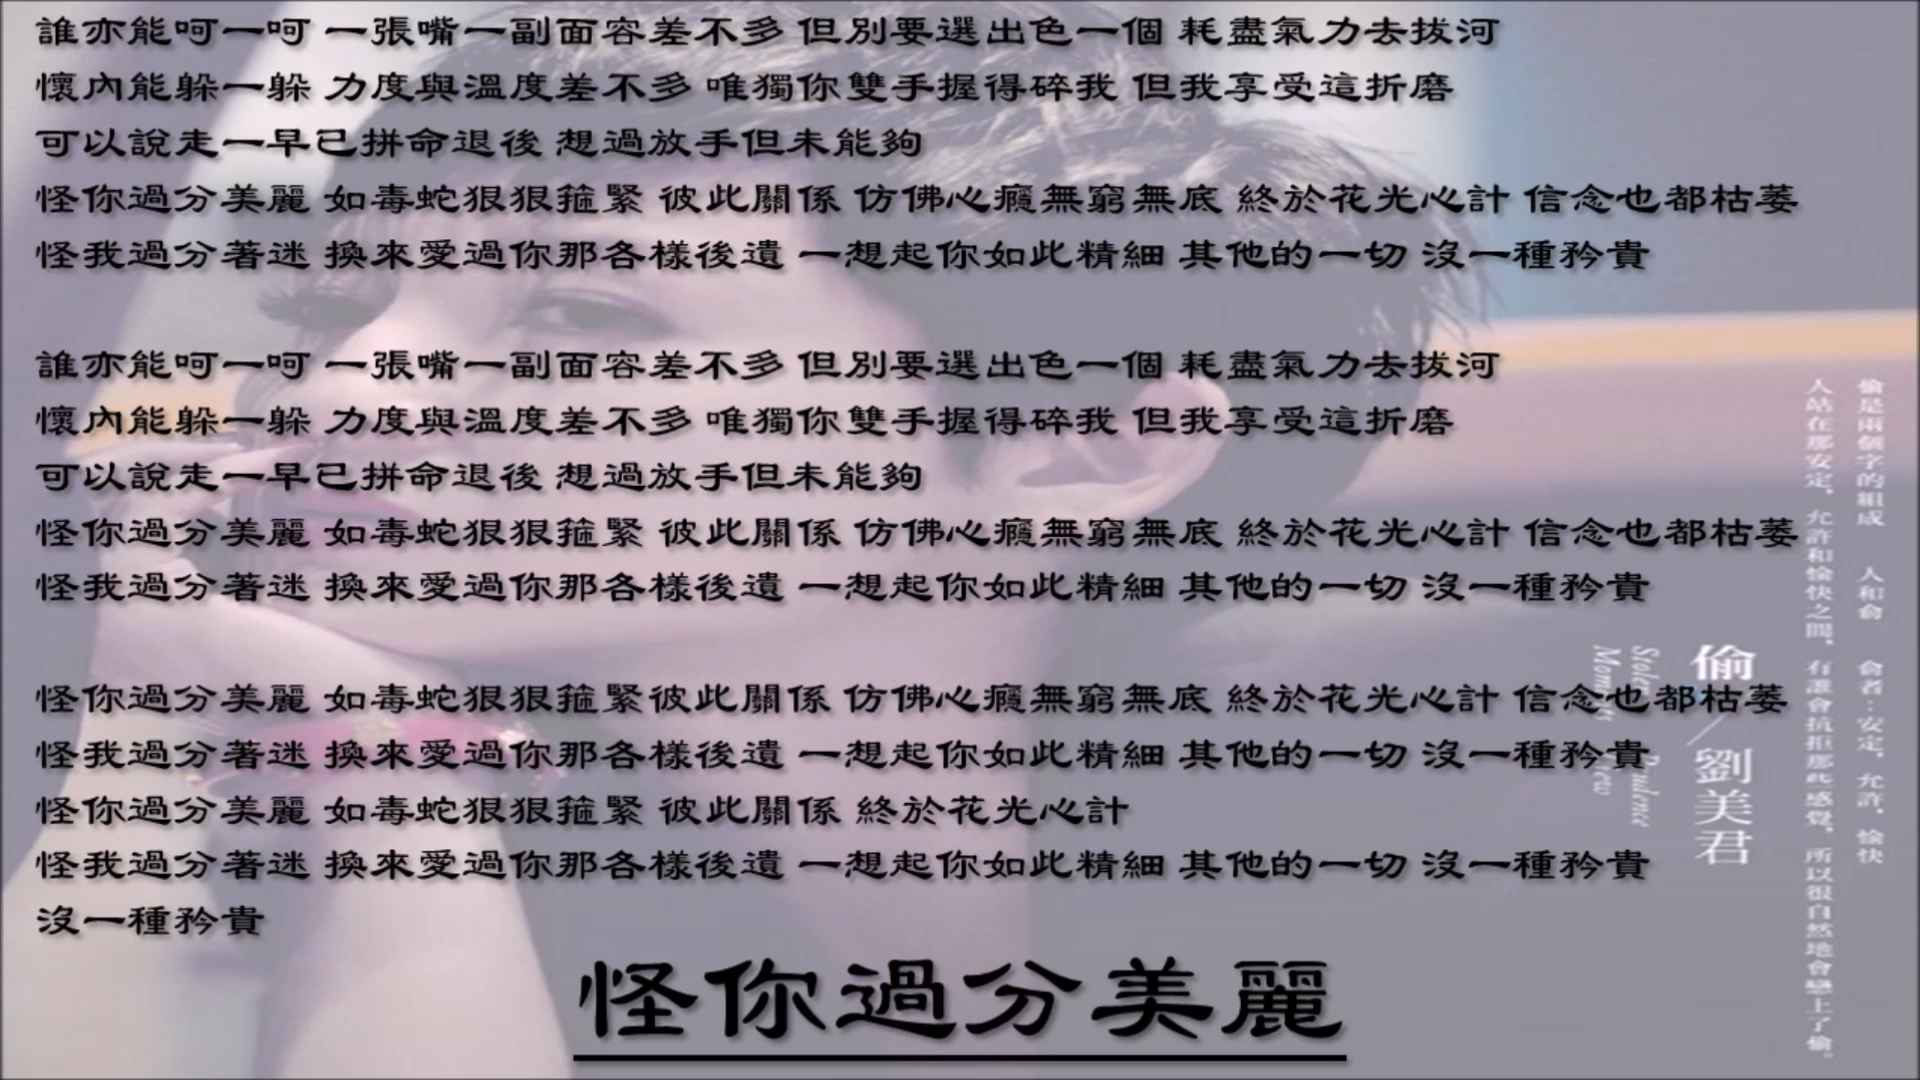 誰亦能呵一呵 一張嘴一副面容差不多 但別要選出色一個 耗盡氣力去拔河
懷內能躲一躲 力度與溫度差不多 唯獨你雙手握得碎我 但我享受這折磨
可以說走一早已拼命退後 想過放手但未能夠
怪你過分美麗 如毒蛇狠狠箍緊 彼此關係 仿佛心癮無窮無底 終於花光心計 信念也都枯萎
怪我過分著迷 換來愛過你那各樣後遺 一想起你如此精細 其他的一切 沒一種矜貴
誰亦能呵一呵 一張嘴一副面容差不多 但別要選出色一個 耗盡氣力去拔河
懷內能躲一躲 力度與溫度差不多 唯獨你雙手握得碎我 但我享受這折磨
可以說走一早已拼命退後 想過放手但未能夠
怪你過分美麗 如毒蛇狠狠箍緊 彼此關係 仿佛心癮無窮無底 終於花光心計 信念也都枯萎
怪我過分著迷 換來愛過你那各樣後遺 一想起你如此精細 其他的一切 沒一種矜貴
怪你過分美麗 如毒蛇狠狠箍緊彼此關係 仿佛心癮無窮無底 終於花光心計 信念也都枯萎
怪我過分著迷 換來愛過你那各樣後遺 一想起你如此精細 其他的一切 沒一種矜貴
怪你過分美麗 如毒蛇狠狠箍緊 彼此關係 終於花光心計
怪我過分著迷 換來愛過你那各樣後遺 一想起你如此精細 其他的一切 沒一種矜貴
沒一種矜貴
怪你過分美麗
偷是兩個字的組成 人和俞 俞者：安定，允許，愉快
人站在那安定，允許和愉快之間，有誰會抗拒那些感覺，所以很自然地會戀上了偷。
偷／劉美君
Prudence